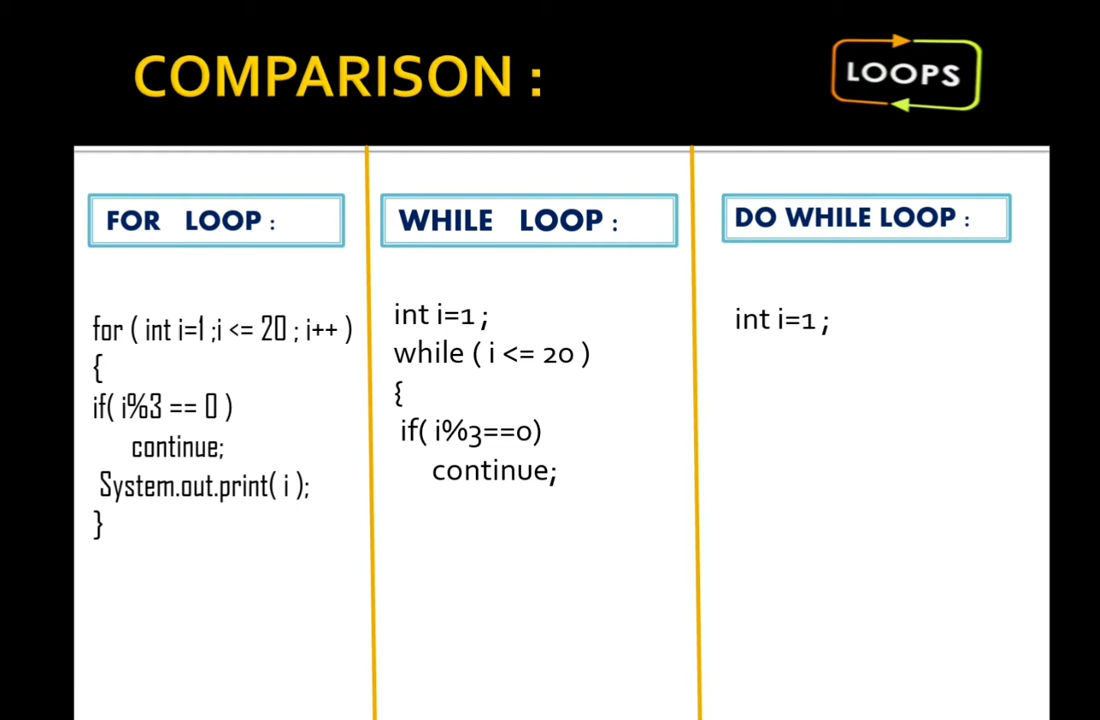 COMPARISON :
LOOPS
FOR LOOP :
for ( int i=1 ;i <= 20 ; i++ )
{
if( i%3 == 0 )
continue;
System.out.print( i );
}
WHILE LOOP :
int i=1 ;
while ( i <= 20 )
{
if( i%3==0)
continue;
DO WHILE LOOP :
int i=1 ;